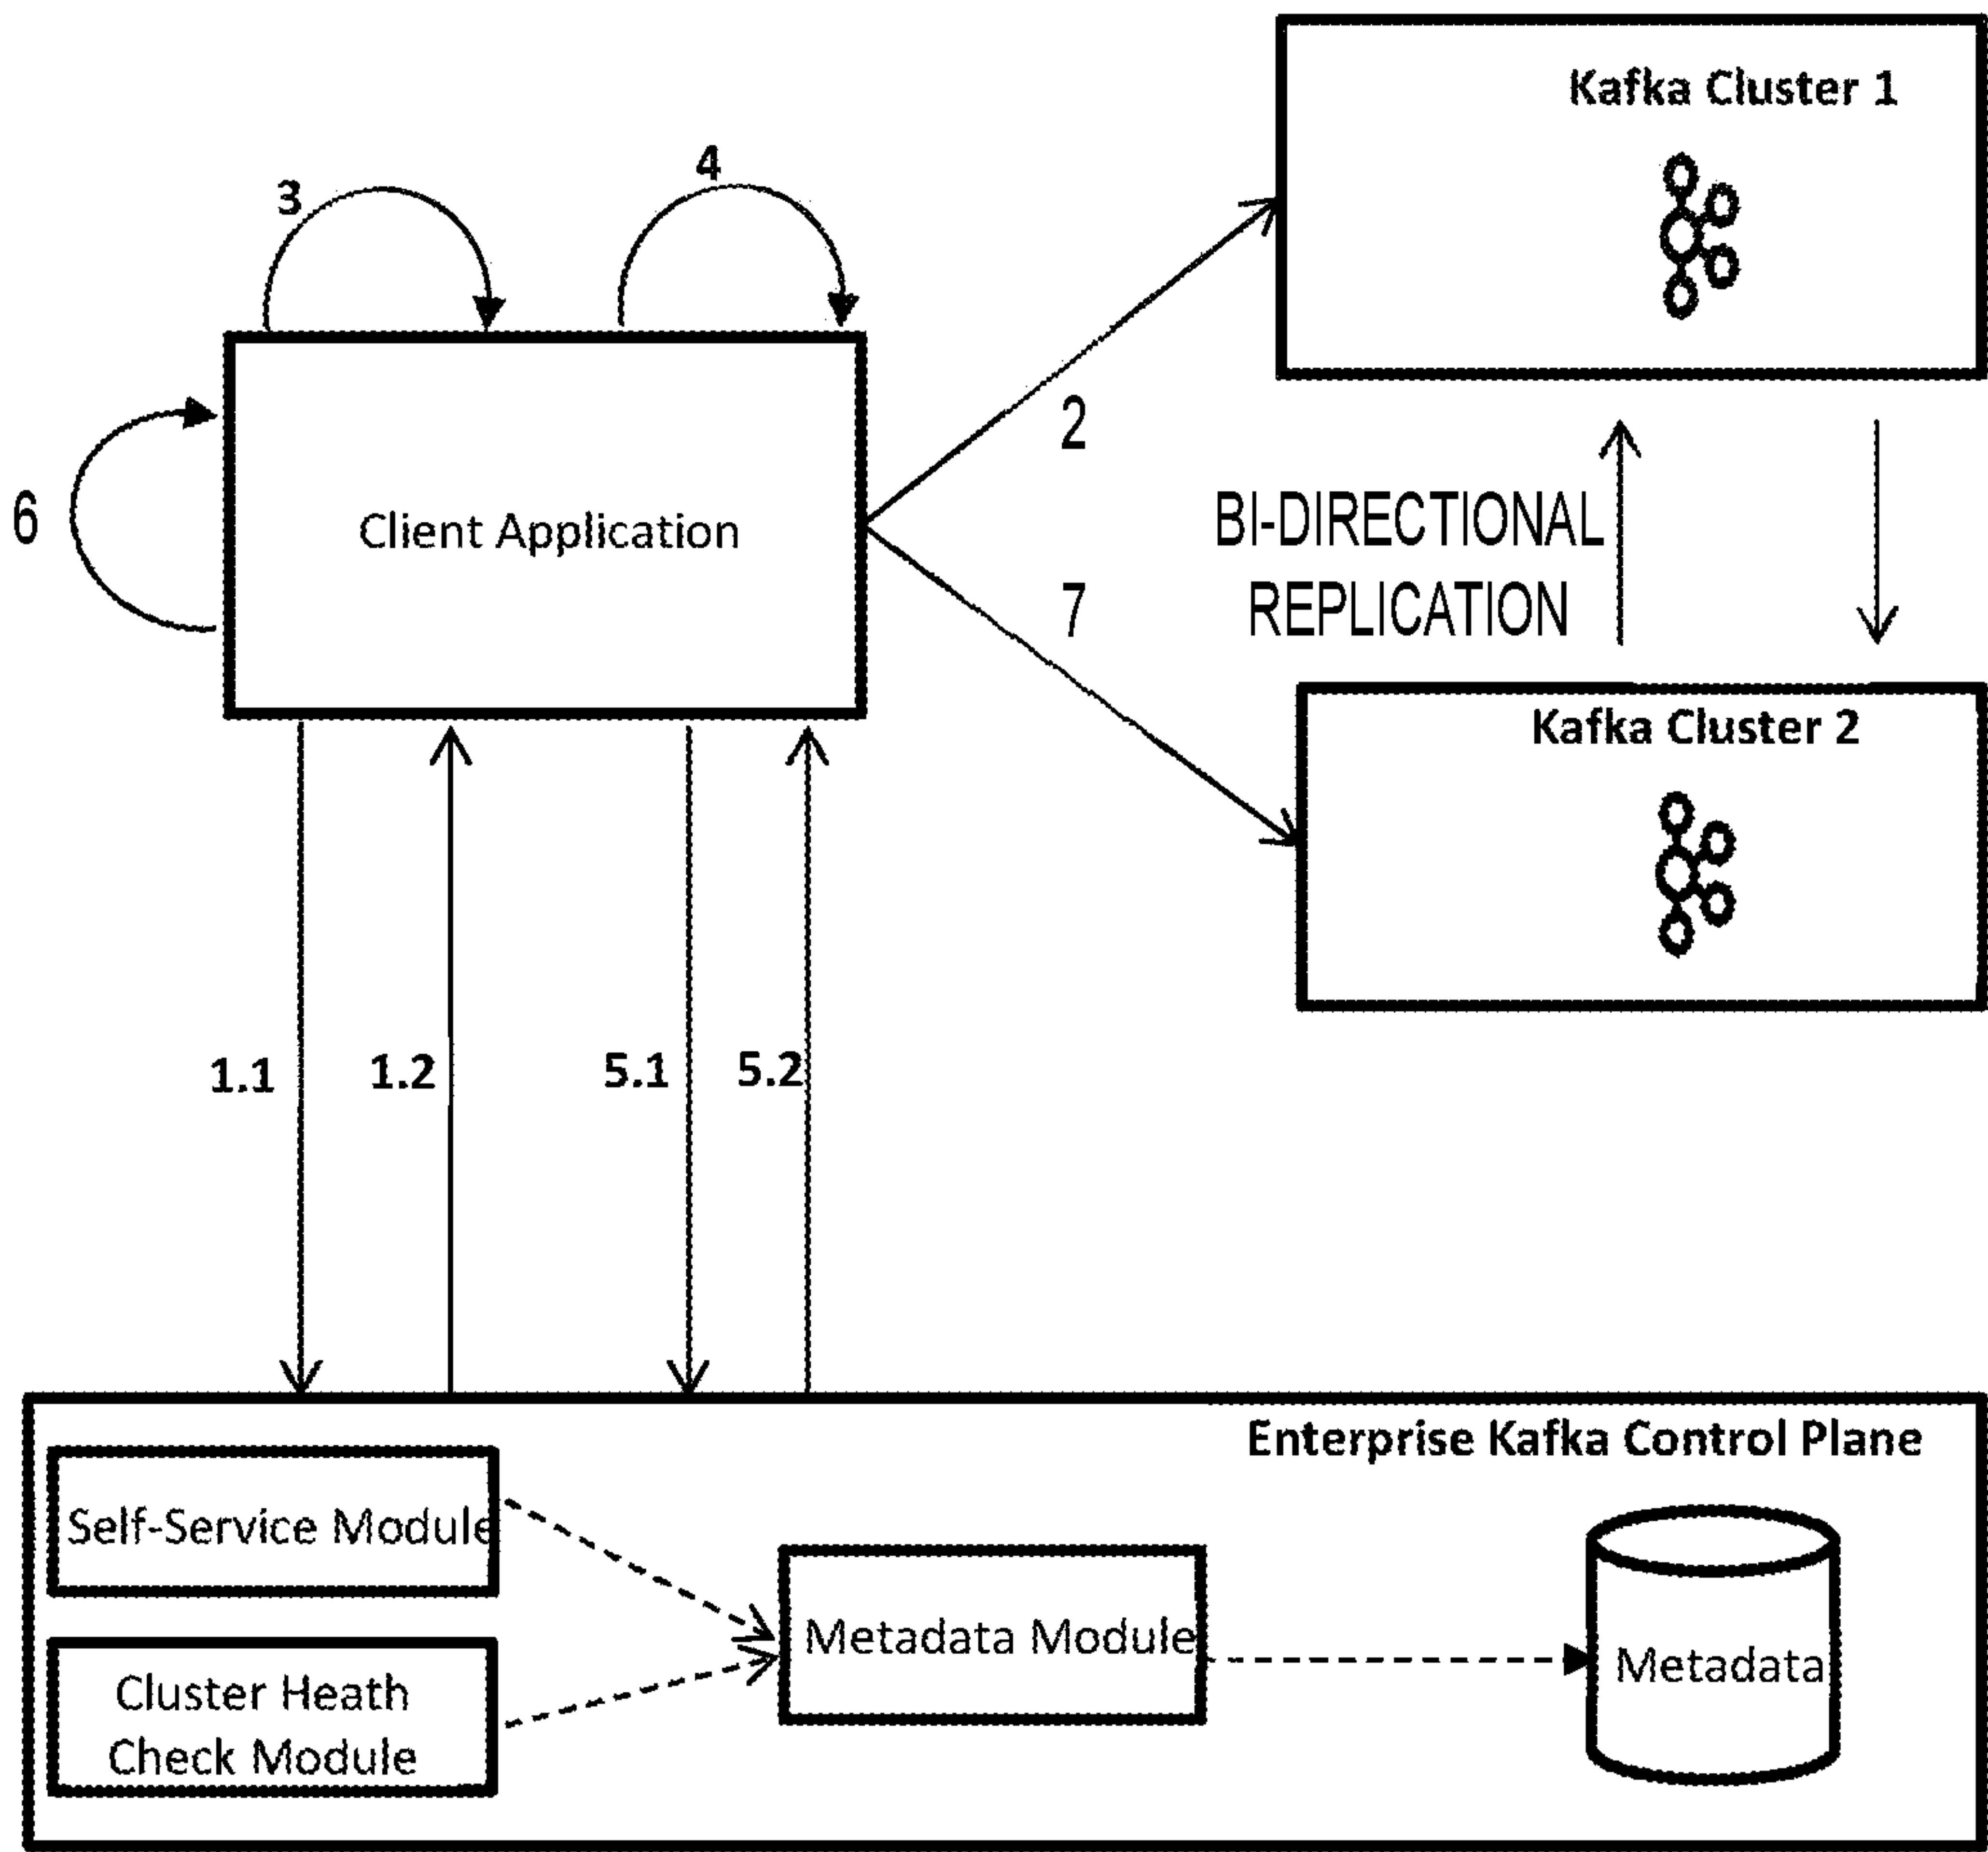 Kafka Cluster 1
3
4
2
6
Client Application
BI-DIRECTIONAL
REPLICATION
7
Kafka Cluster 2
1.1
1.2
5.1
5.2
Enterprise Kafka Control Plane
Self-Service Module
Metadata Module
Metadata
Cluster Heath
Check Module